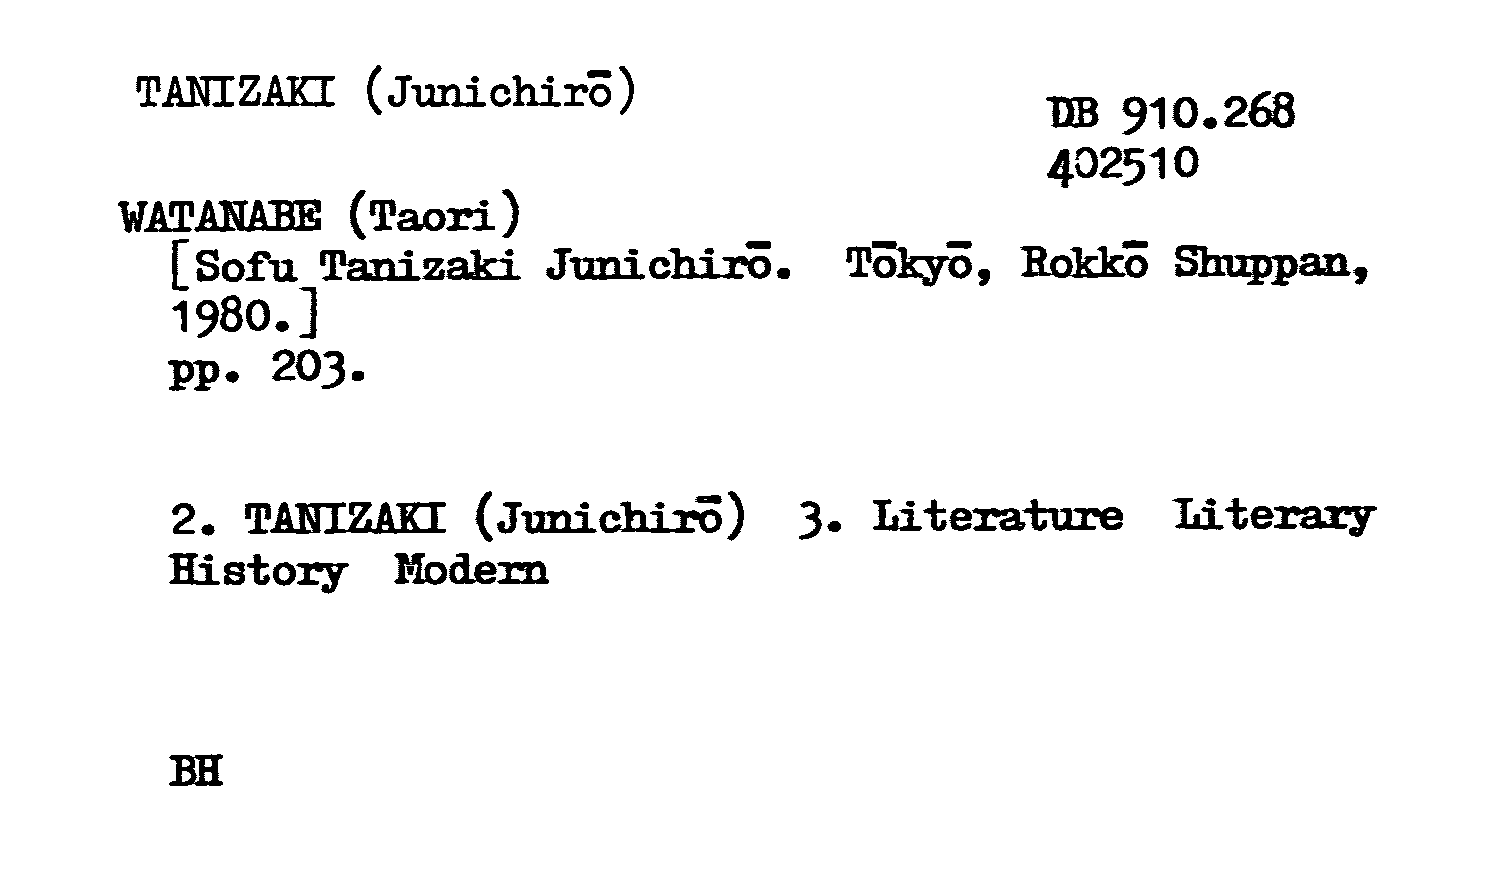 TANIZAKI (Junichirō)
DB 910.268
402510
WATANABE (Taori)
[Sofu Tanizaki Junichirō. Tōkyō, Rokkō Shuppan,
1980.]
pp. 203.
2. TANIZAKI (Junichirō) 3. Literature Literary
History Modern
BH